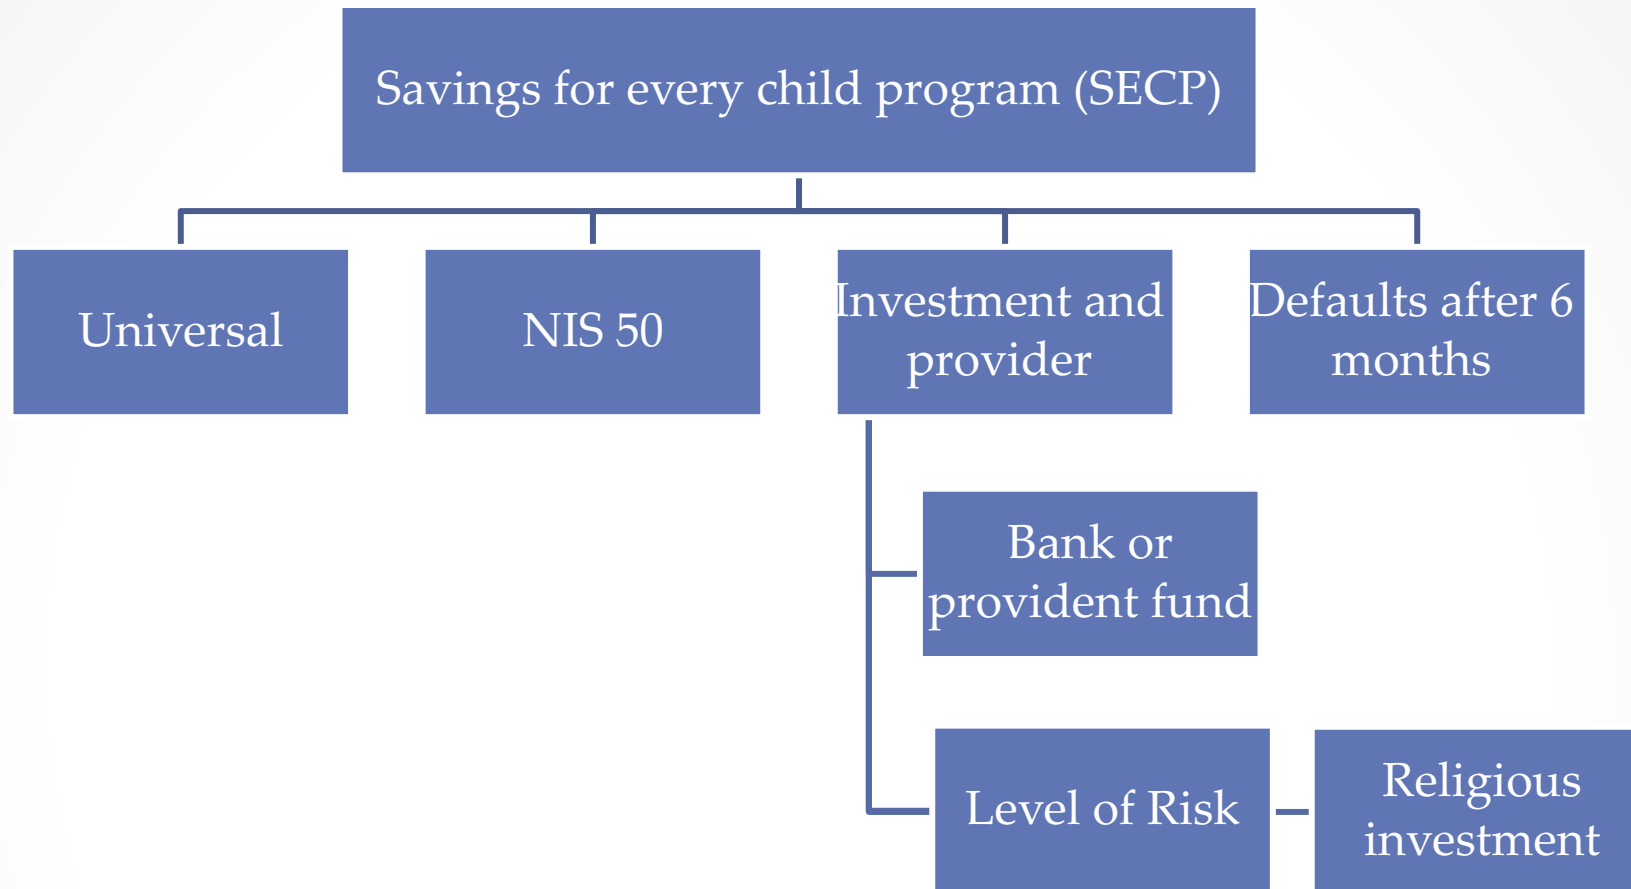 Savings for every child program (SECP)
Universal
NIS 50
Investment and
provider
Defaults after 6
months
Bank or
provident fund
Level of Risk
Religious
investment